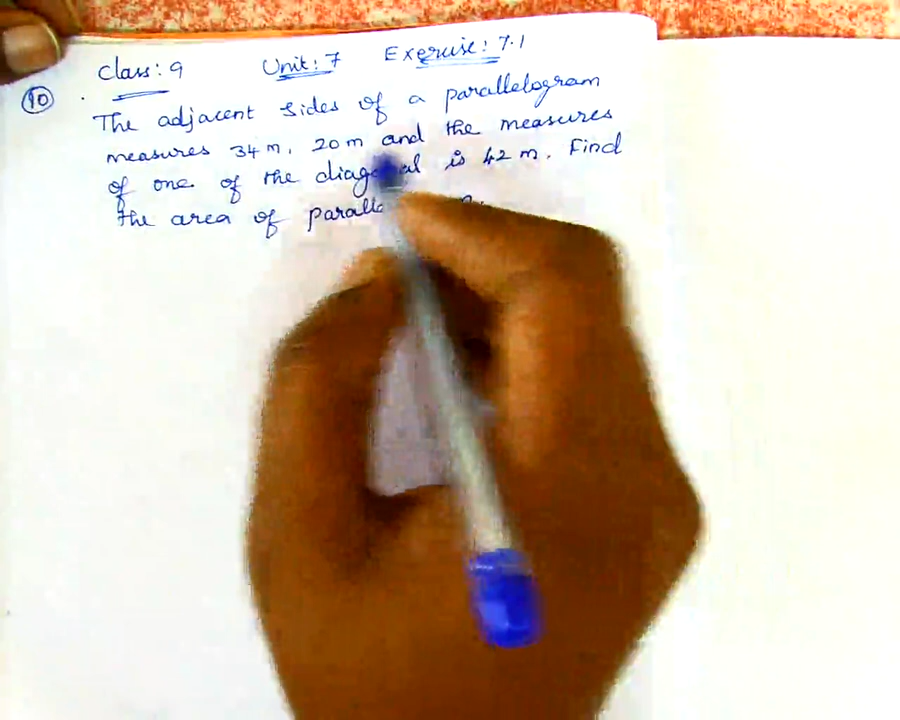 Class: 9 Unit: 7 Exercise: 7.1
10 . The adjacent sides of a parallelogram
measures 34 m, 20 m and the measures
of one of the diagonal is 42 m. Find
the area of